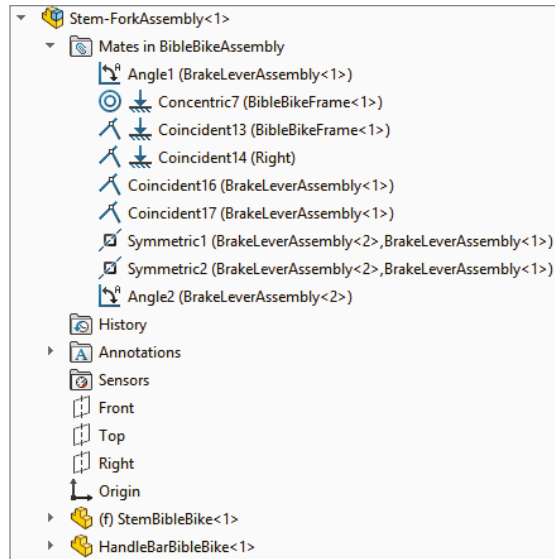 Stem-ForkAssembly<1>
Mates in BibleBikeAssembly
Angle1 (BrakeLeverAssembly<1>)
Concentric7 (BibleBikeFrame<1>)
Coincident13 (BibleBikeFrame<1>)
Coincident14 (Right)
Coincident16 (BrakeLeverAssembly<1>)
Coincident17 (BrakeLeverAssembly<1>)
Symmetric1 (BrakeLeverAssembly<2>,BrakeLeverAssembly<1>)
Symmetric2 (BrakeLeverAssembly<2>,BrakeLeverAssembly<1>)
Angle2 (BrakeLeverAssembly<2>)
History
Annotations
Sensors
Front
Top
Right
Origin
(f) StemBibleBike<1>
HandleBarBibleBike<1>